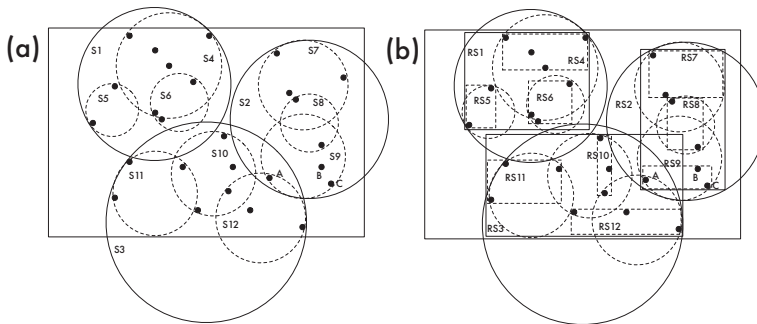 (a)
S1
S4
S7
S5
S6
S2
S8
S10
S9
S11
A
B
C
S12
S3
(b)
RS1
RS4
RS7
RS5
RS6
RS2
RS8
RS10
RS9
RS11
A
B
C
RS3
RS12